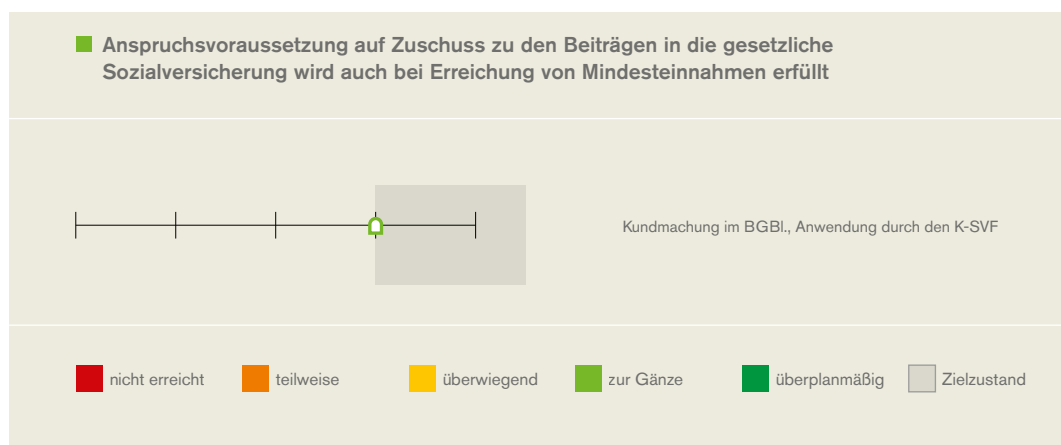 Anspruchsvoraussetzung auf Zuschuss zu den Beiträgen in die gesetzliche
Sozialversicherung wird auch bei Erreichung von Mindesteinnahmen erfüllt
Kundmachung im BGBl., Anwendung durch den K-SVF
nicht erreicht teilweise überwiegend zur Gänze überplanmäßig Zielzustand